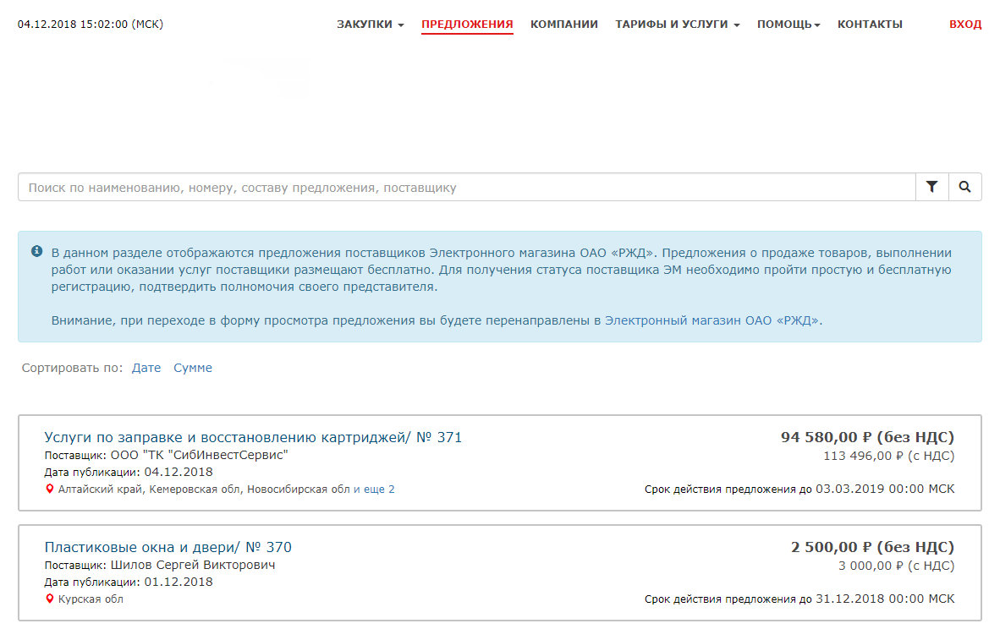 04.12.2018 15:02:00 (МСК) ЗАКУПКИ ПРЕДЛОЖЕНИЯ КОМПАНИИ ТАРИФЫ И УСЛУГИ ПОМОЩЬ КОНТАКТЫ ВХОД
Поиск по наименованию, номеру, составу предложения, поставщику
В данном разделе отображаются предложения поставщиков Электронного магазина ОАО «РЖД». Предложения о продаже товаров, выполнении
работ или оказании услуг поставщики размещают бесплатно. Для получения статуса поставщика ЭМ необходимо пройти простую и бесплатную
регистрацию, подтвердить полномочия своего представителя.
Внимание, при переходе в форму просмотра предложения вы будете перенаправлены в Электронный магазин ОАО «РЖД».
Сортировать по: Дате Сумме
Услуги по заправке и восстановлению картриджей/ № 371 94 580,00 ₽ (без НДС)
Поставщик: ООО "ТК "СибИнвестСервис" 113 496,00 ₽ (с НДС)
Дата публикации: 04.12.2018
Алтайский край, Кемеровская обл, Новосибирская обл и еще 2 Срок действия предложения до 03.03.2019 00:00 МСК
Пластиковые окна и двери/ № 370 2 500,00 ₽ (без НДС)
Поставщик: Шилов Сергей Викторович 3 000,00 ₽ (с НДС)
Дата публикации: 01.12.2018
Курская обл Срок действия предложения до 31.12.2018 00:00 МСК